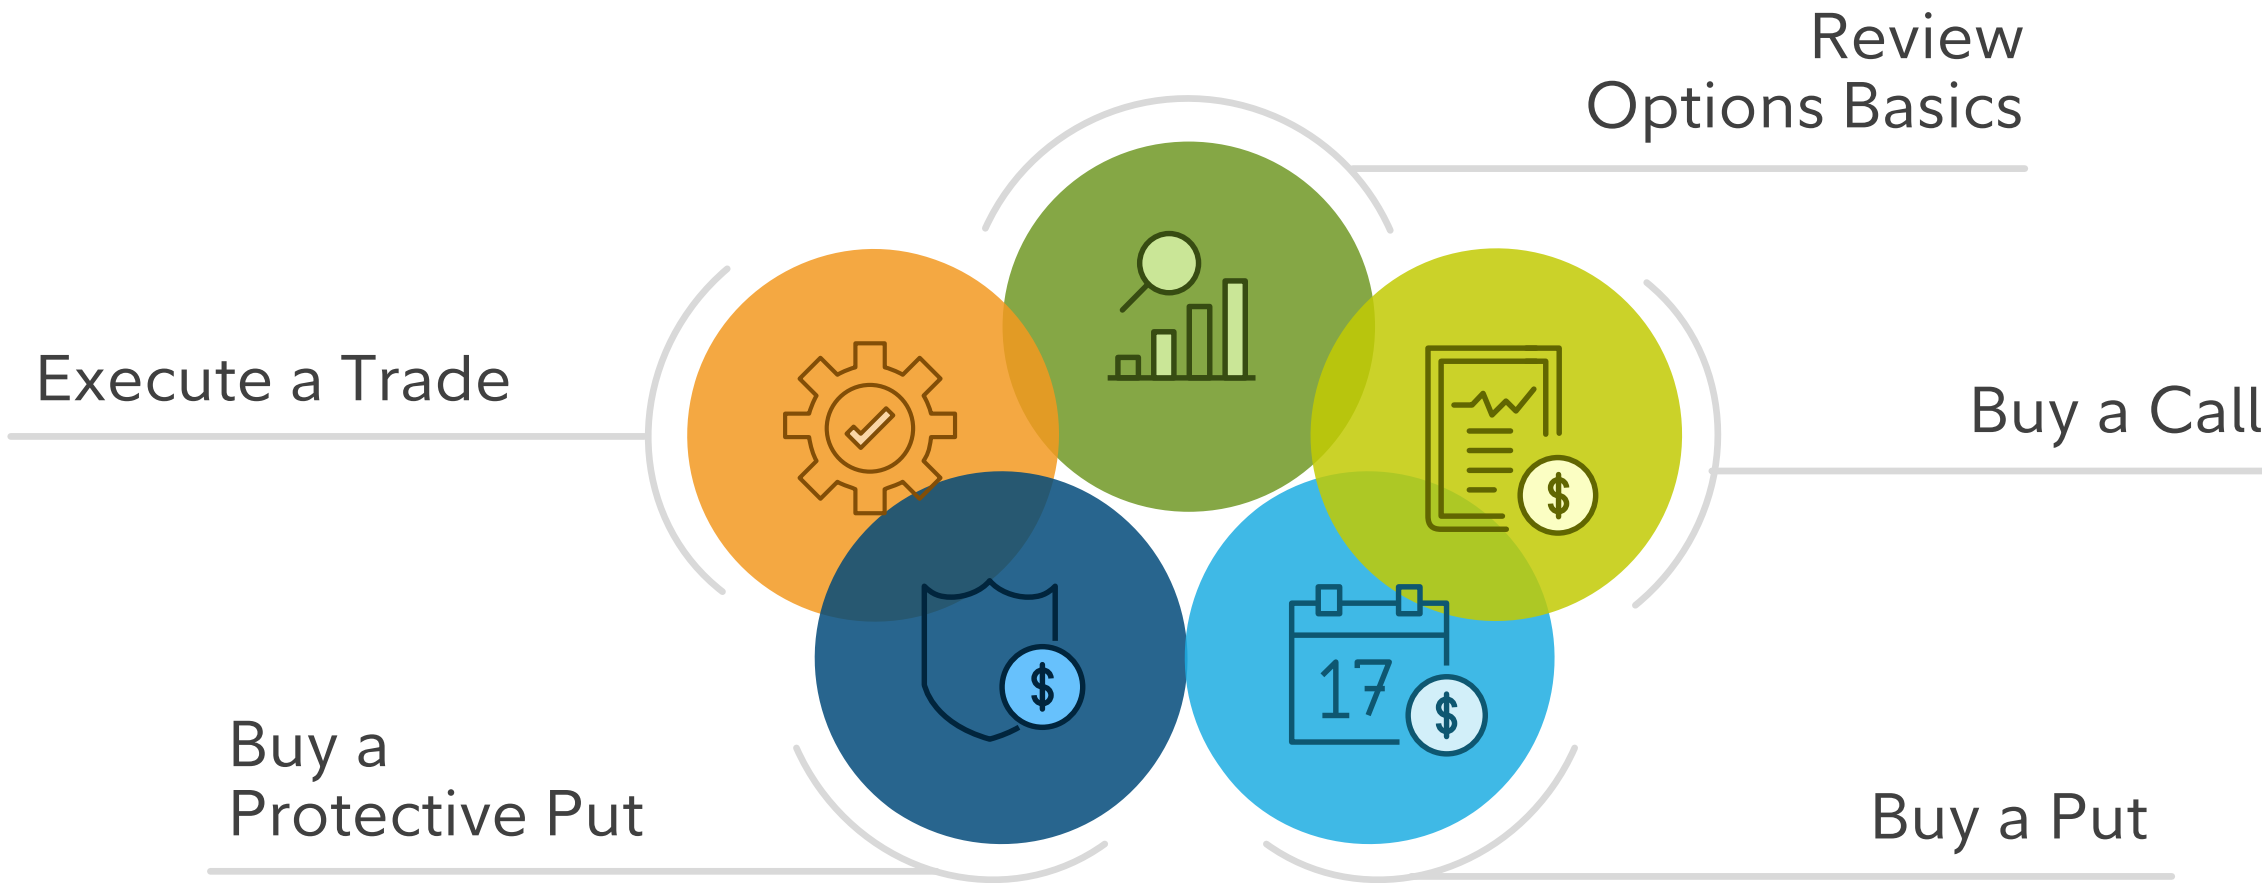 Review
Options Basics
Execute a Trade
Buy a Call
$
17
$
$
Buy a
Protective Put
Buy a Put